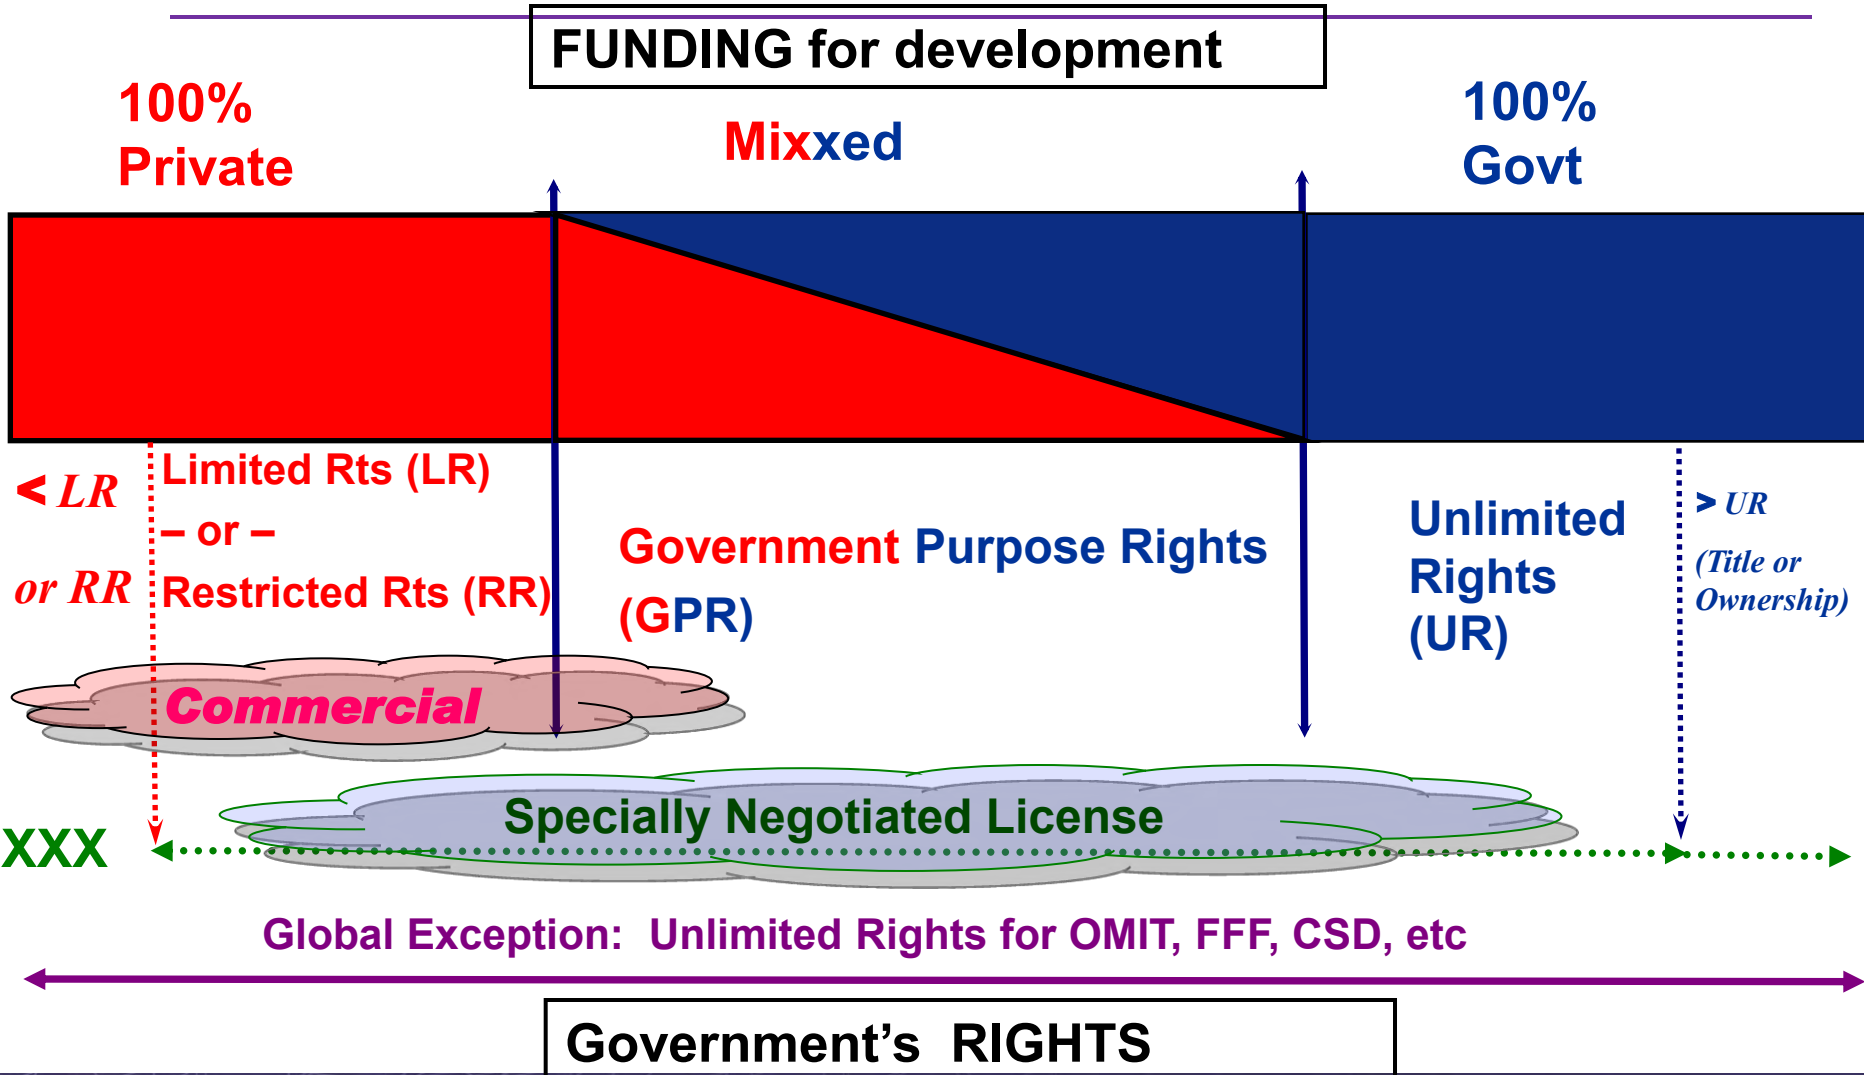 FUNDING for development
100%
Private
Mixxed
100%
Govt
< LR
or RR
Limited Rts (LR)
– or –
Restricted Rts (RR)
Government Purpose Rights
(GPR)
Unlimited
Rights
(UR)
> UR
(Title or
Ownership)
Commercial
Specially Negotiated License
XXX
Global Exception:  Unlimited Rights for OMIT, FFF, CSD, etc
Government’s  RIGHTS